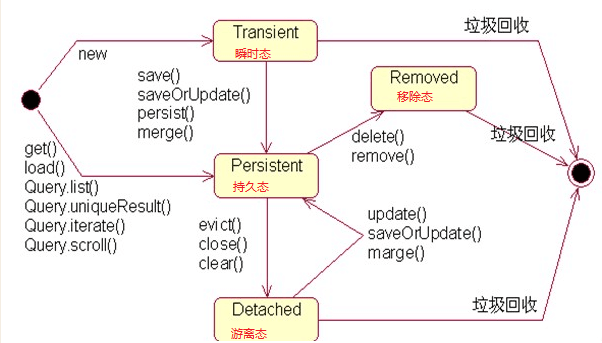 Transient
瞬时态
垃圾回收
new
save()
saveOrUpdate()
persist()
merge()
Removed
移除态
垃圾回收
delete()
remove()
get()
load()
Query.list()
Query.uniqueResult()
Query.iterate()
Query.scroll()
Persistent
持久态
evict()
close()
clear()
update()
saveOrUpdate()
marge()
Detached
游离态
垃圾回收